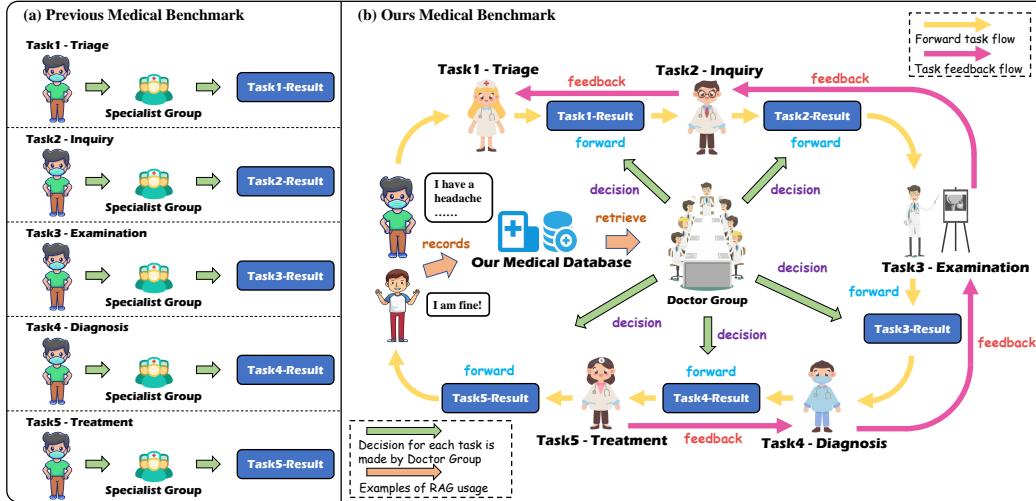 (a) Previous Medical Benchmark
Task1 - Triage
Specialist Group
Task1-Result
Task2 - Inquiry
Specialist Group
Task2-Result
Task3 - Examination
Specialist Group
Task3-Result
Task4 - Diagnosis
Specialist Group
Task4-Result
Task5 - Treatment
Specialist Group
Task5-Result
(b) Ours Medical Benchmark
Forward task flow
Task feedback flow
Task1 - Triage
feedback
Task2 - Inquiry
Task1-Result
Task2-Result
forward
forward
I have a
headache
……
decision
decision
records
retrieve
Our Medical Database
Task3 - Examination
I am fine!
Doctor Group
decision
forward
decision
decision
Task3-Result
feedback
forward
forward
Task5-Result
Task4-Result
Task5 - Treatment
feedback
Task4 - Diagnosis
Decision for each task is
made by Doctor Group
Examples of RAG usage